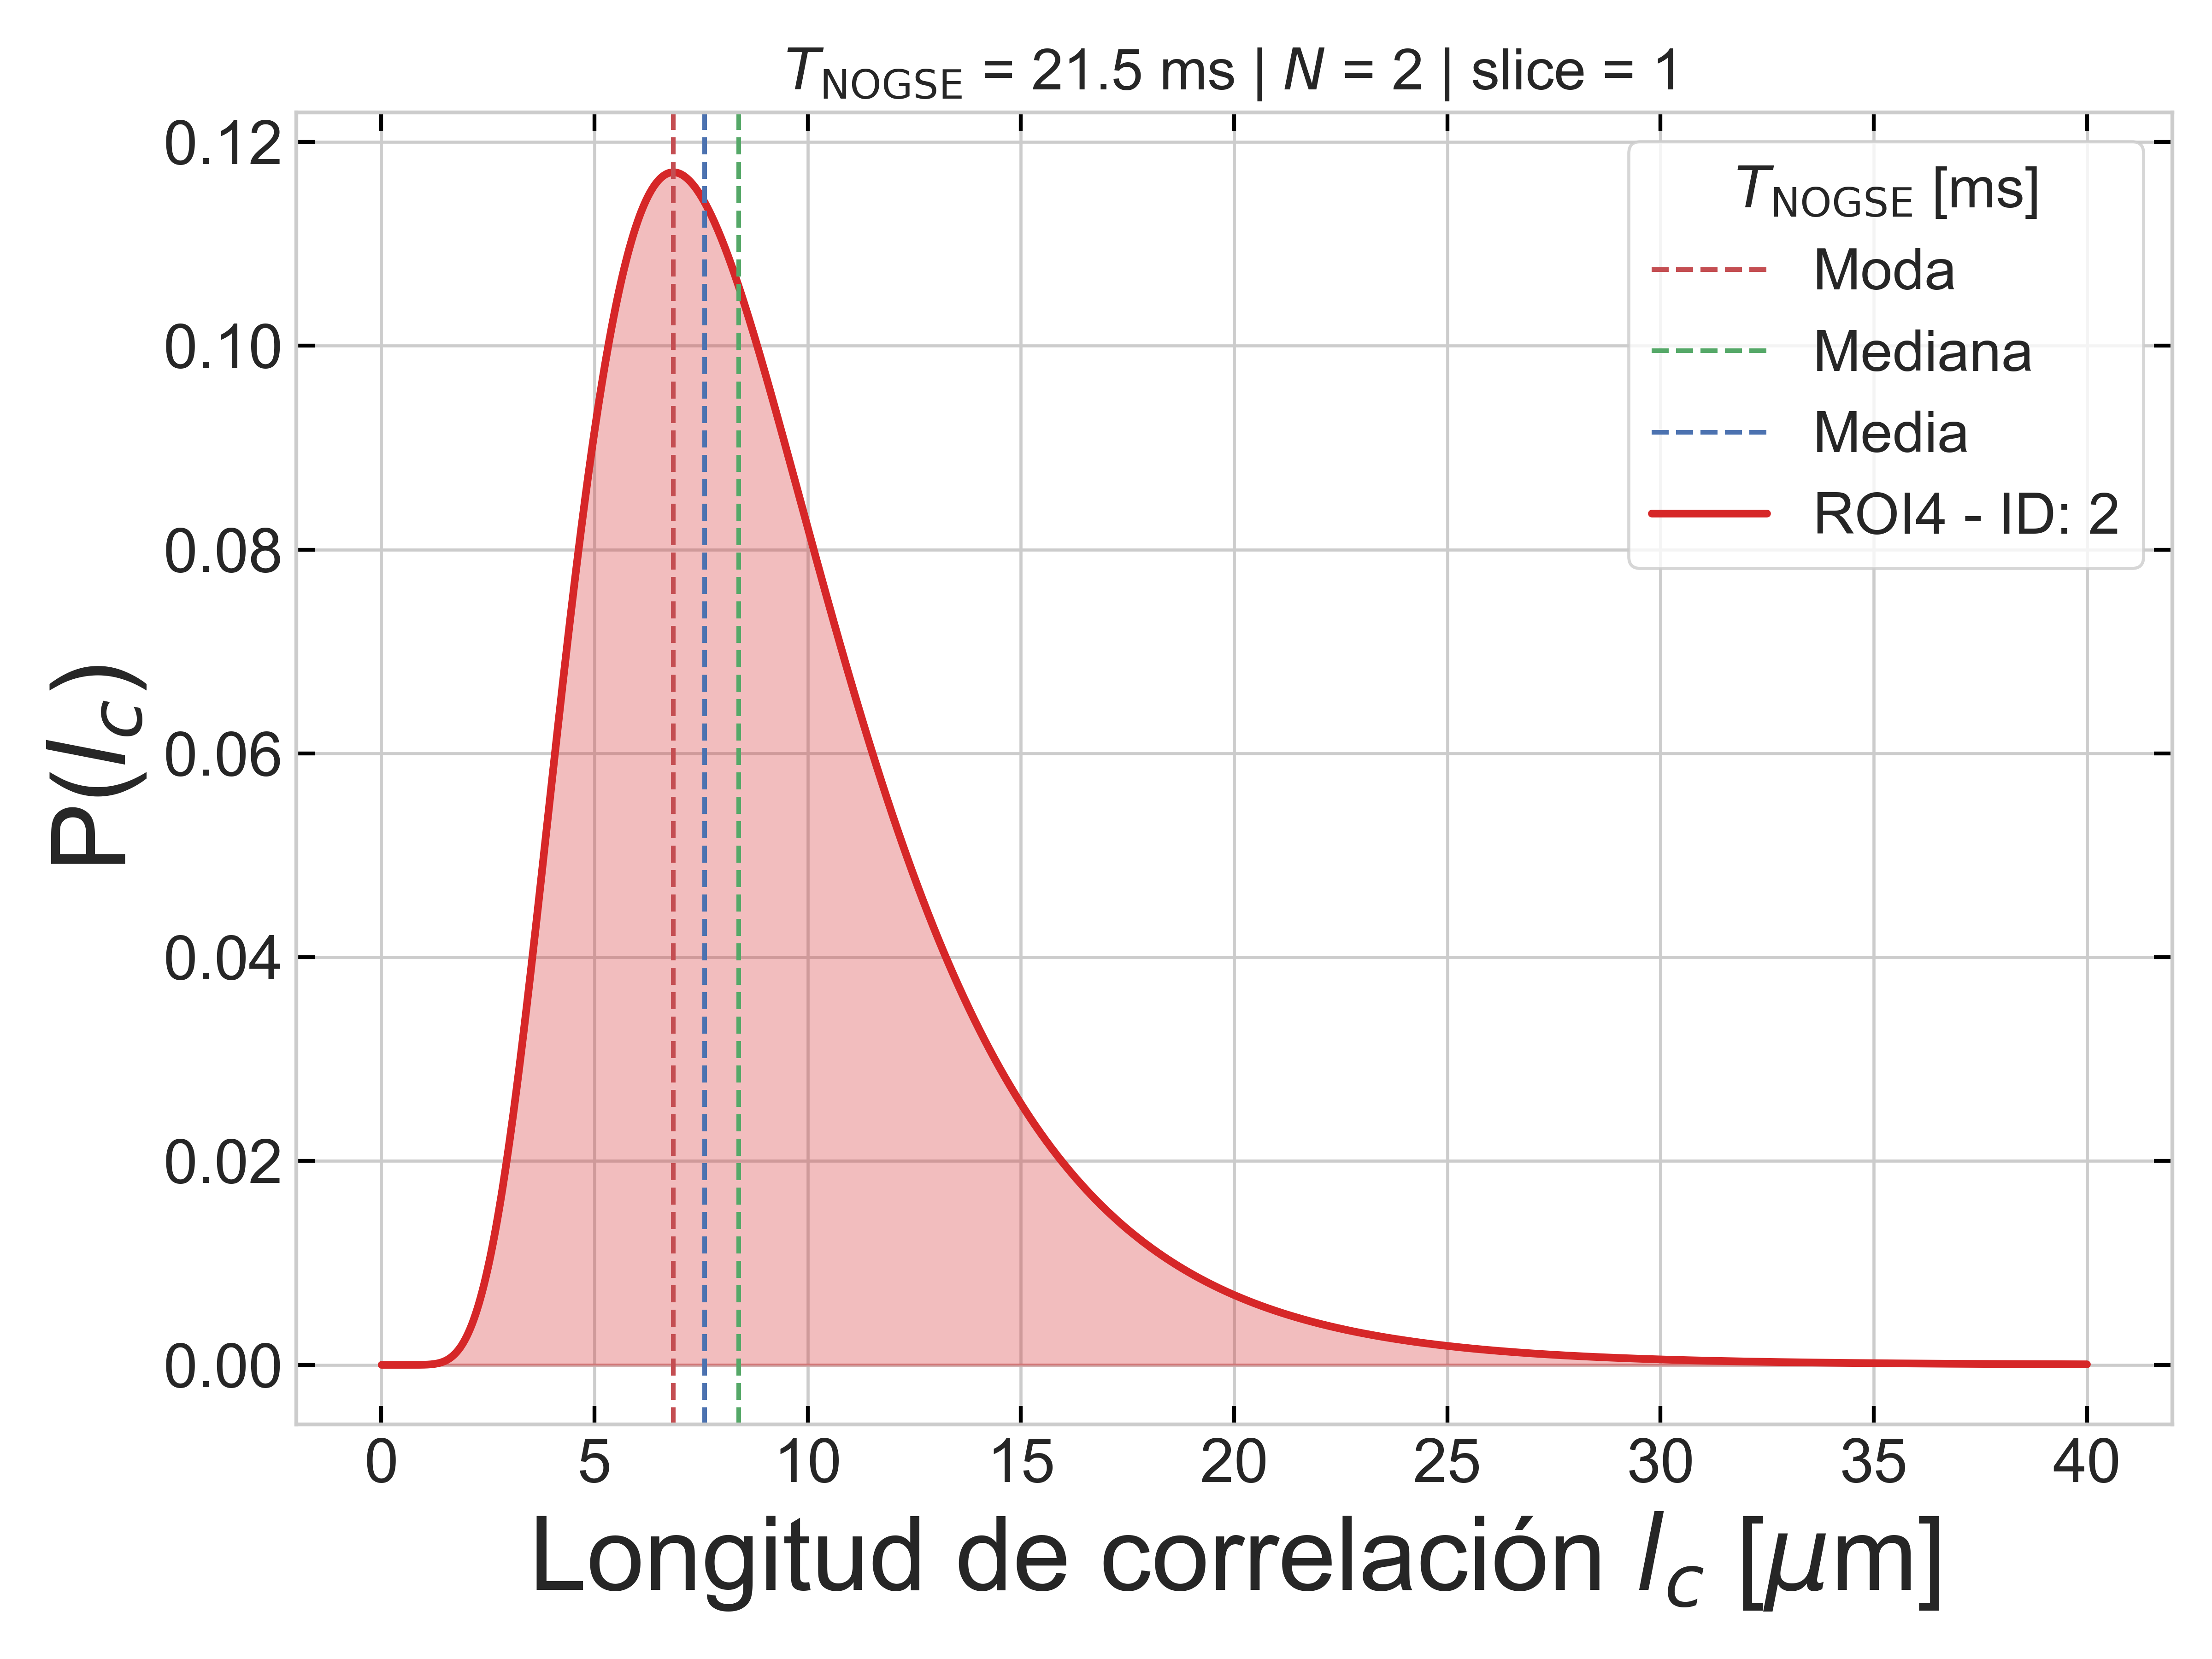 T_NOGSE = 21.5 ms | N = 2 | slice = 1
0.12
0.10
0.08
0.06
0.04
0.02
0.00
P(l_c)
T_NOGSE [ms]
Moda
Mediana
Media
ROI4 - ID: 2
0 5 10 15 20 25 30 35 40
Longitud de correlación l_c [μm]